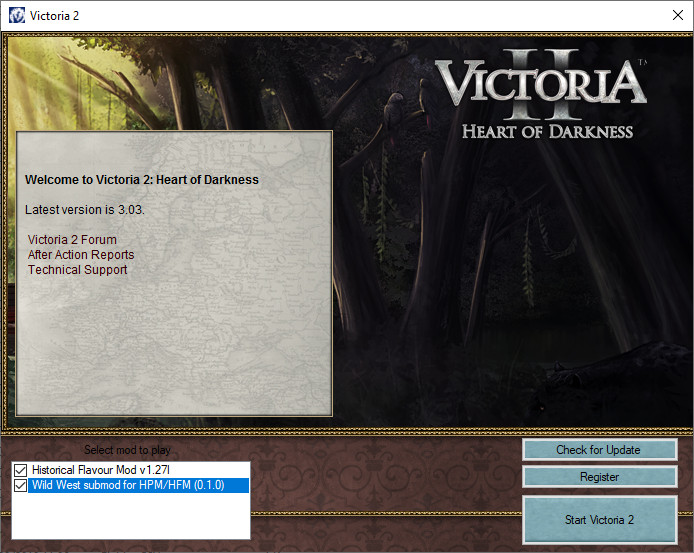 Victoria 2
VICTORIA II™
HEART OF DARKNESS
Welcome to Victoria 2: Heart of Darkness
Latest version is 3.03.
Victoria 2 Forum
After Action Reports
Technical Support
Select mod to play
Historical Flavour Mod v1.27I
Wild West submod for HPM/HFM (0.1.0)
Check for Update
Register
Start Victoria 2